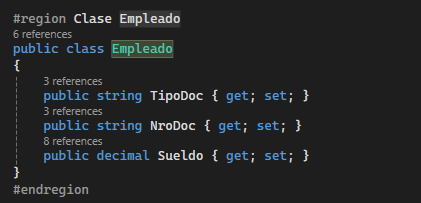 #region Clase Empleado
6 references
public class Empleado
{
3 references
public string TipoDoc { get; set; }
3 references
public string NroDoc { get; set; }
8 references
public decimal Sueldo { get; set; }
}
#endregion